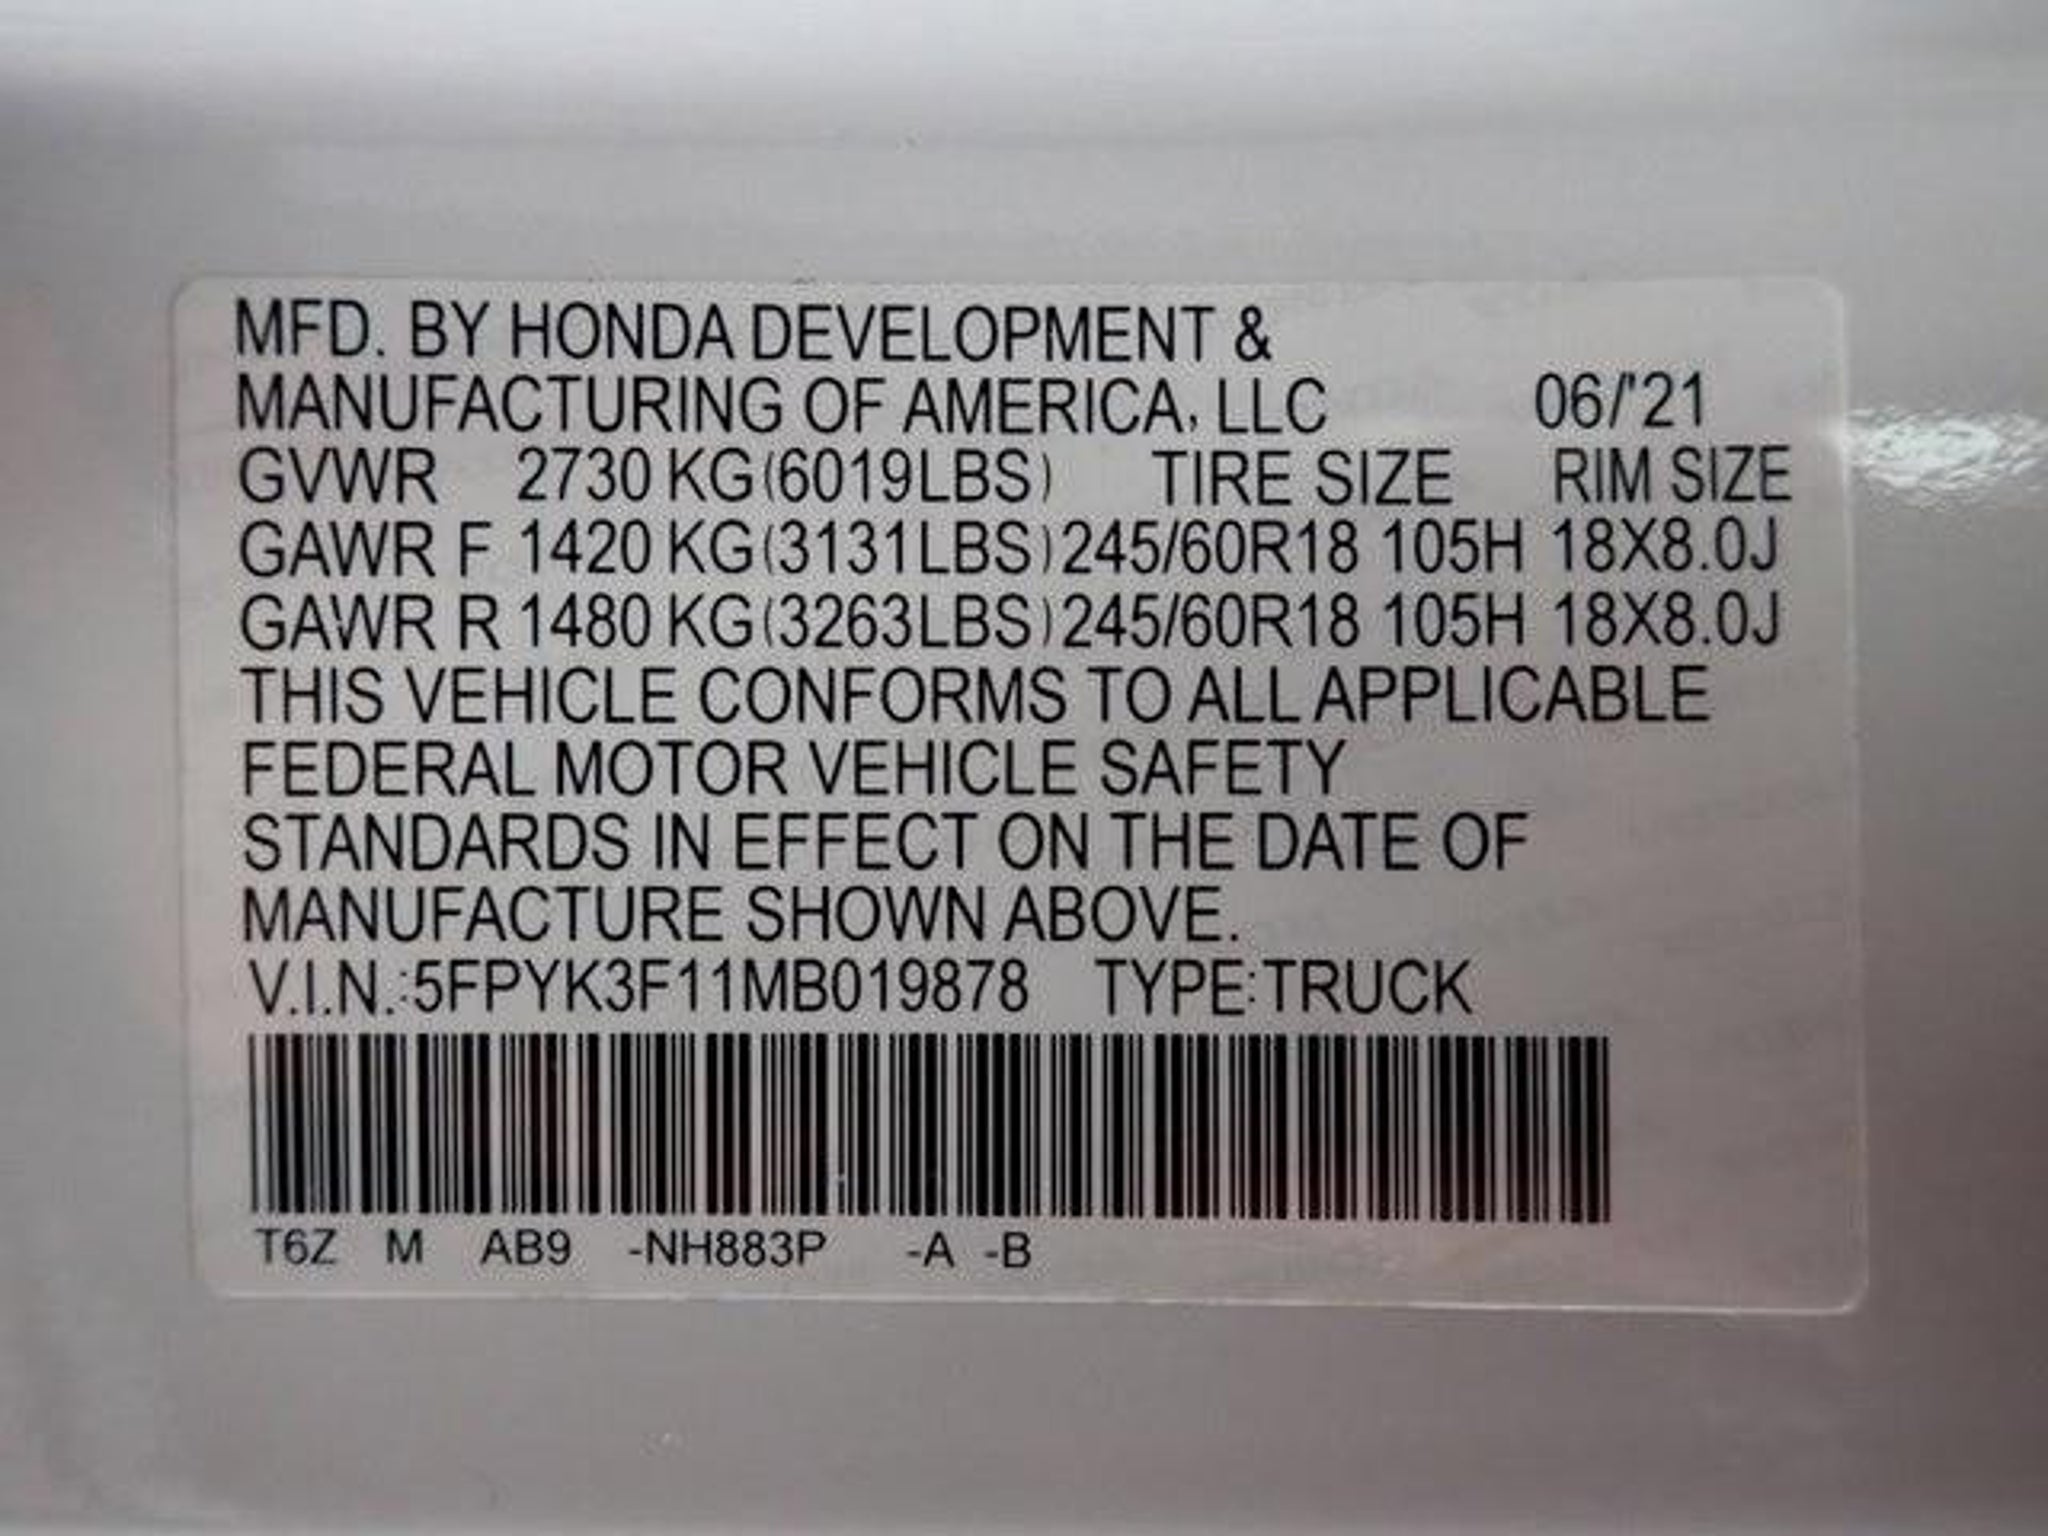 MFD. BY HONDA DEVELOPMENT &
MANUFACTURING OF AMERICA, LLC 06/'21
GVWR 2730 KG(6019LBS) TIRE SIZE RIM SIZE
GAWR F 1420 KG(3131LBS) 245/60R18 105H 18X8.0J
GAWR R 1480 KG(3263LBS) 245/60R18 105H 18X8.0J
THIS VEHICLE CONFORMS TO ALL APPLICABLE
FEDERAL MOTOR VEHICLE SAFETY
STANDARDS IN EFFECT ON THE DATE OF
MANUFACTURE SHOWN ABOVE.
V.I.N.:5FPYK3F11MB019878 TYPE:TRUCK
T6Z M AB9 -NH883P -A -B